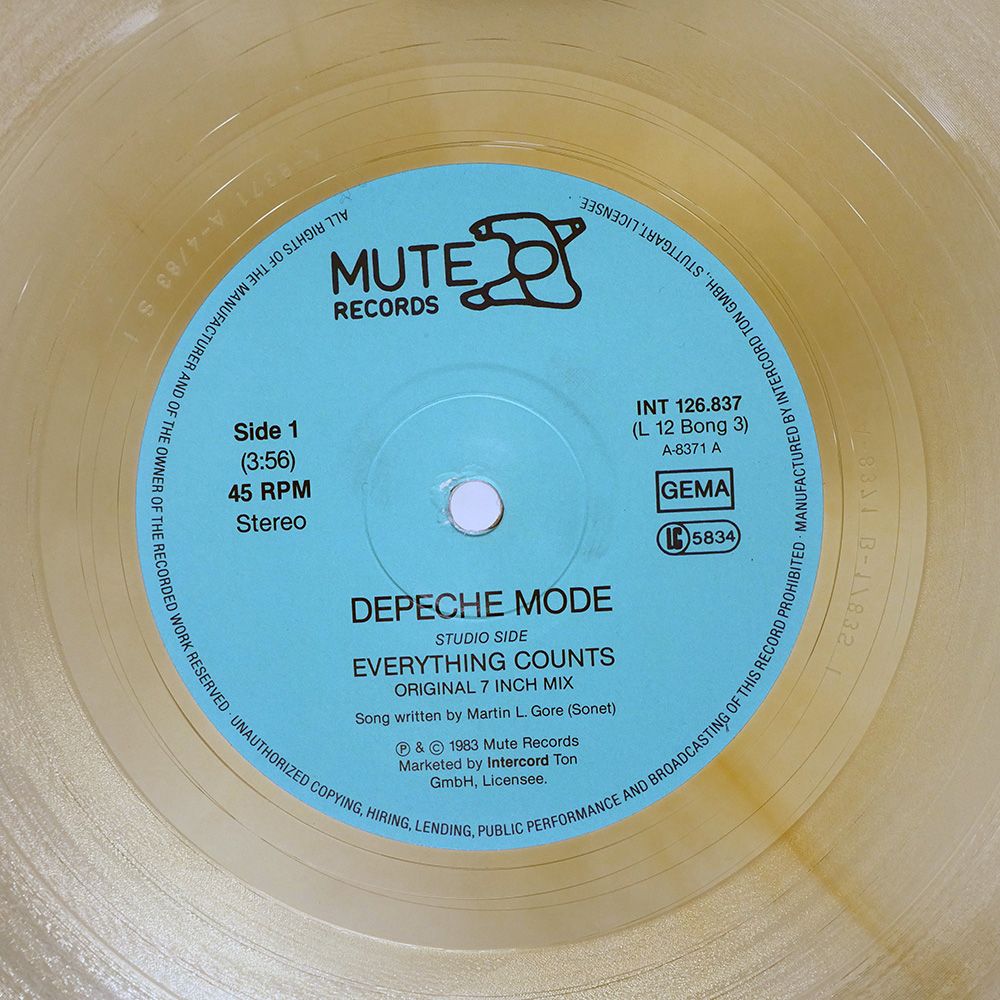 MUTE
RECORDS
Side 1
(3:56)
45 RPM
Stereo
INT 126.837
(L 12 Bong 3)
A-8371 A
GEMA
LC 5834
DEPECHE MODE
STUDIO SIDE
EVERYTHING COUNTS
ORIGINAL 7 INCH MIX
Song written by Martin L. Gore (Sonet)
Ⓟ & © 1983 Mute Records
Marketed by Intercord Ton
GmbH, Licensee.
ALL RIGHTS OF THE MANUFACTURER AND OF THE OWNER OF THE RECORDED WORK RESERVED · UNAUTHORIZED COPYING, HIRING, LENDING, PUBLIC PERFORMANCE AND BROADCASTING OF THIS RECORD PROHIBITED · MANUFACTURED BY INTERCORD TON GMBH., STUTTGART, LICENSEE.